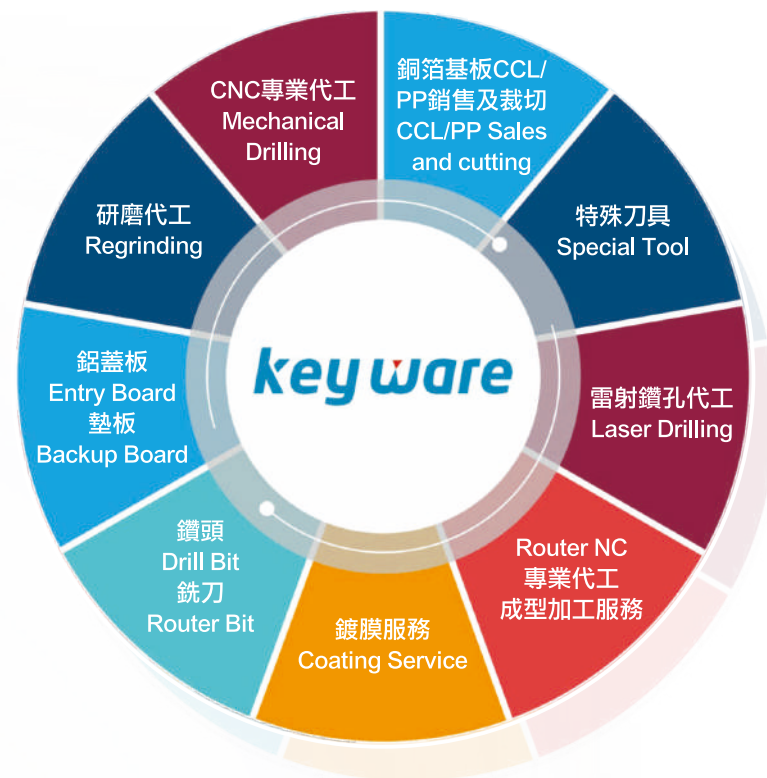 銅箔基板CCL/
PP銷售及裁切
CCL/PP Sales
and cutting
特殊刀具
Special Tool
雷射鑽孔代工
Laser Drilling
Router NC
專業代工
成型加工服務
鍍膜服務
Coating Service
鑽頭
Drill Bit
銑刀
Router Bit
鋁蓋板
Entry Board
墊板
Backup Board
研磨代工
Regrinding
CNC專業代工
Mechanical
Drilling
keyware